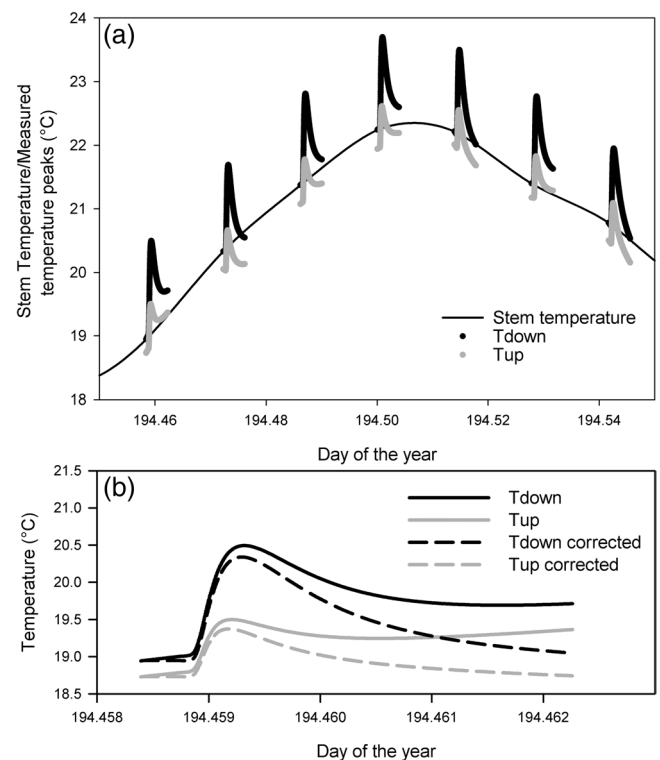 (a)
Stem Temperature/Measured
temperature peaks (°C)
24
23
22
21
20
19
18
Stem temperature
Tdown
Tup
194.46
194.48
194.50
194.52
194.54
Day of the year
(b)
Temperature (°C)
21.5
21.0
20.5
20.0
19.5
19.0
18.5
Tdown
Tup
Tdown corrected
Tup corrected
194.458
194.459
194.460
194.461
194.462
Day of the year